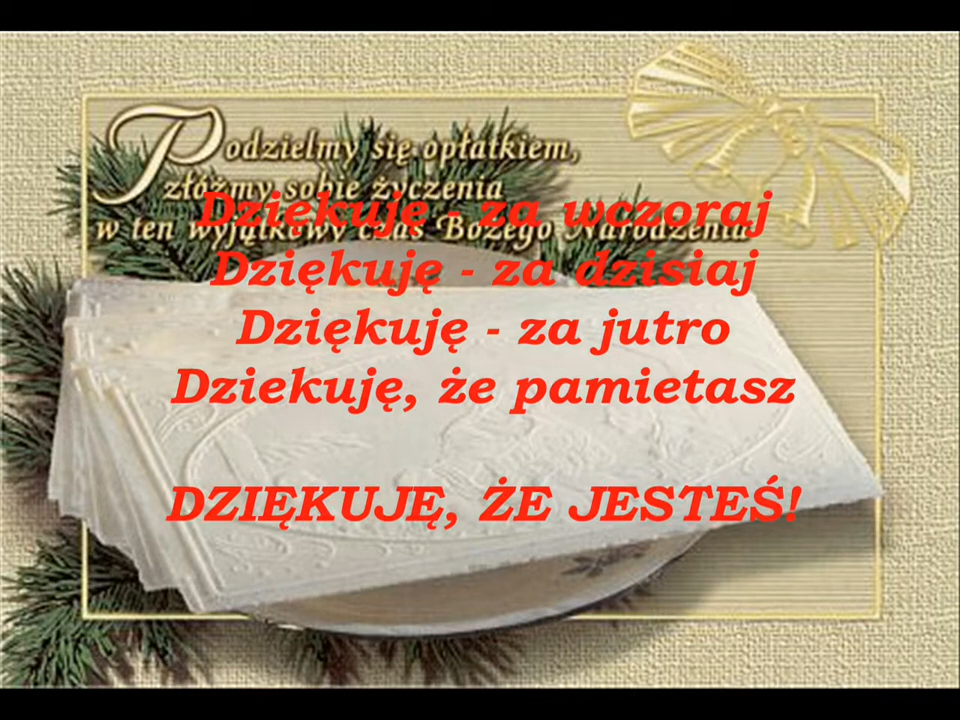 Podzielmy się opłatkiem,
złóżmy sobie życzenia
w ten wyjątkowy czas Bożego Narodzenia
Dziękuję - za wczoraj
Dziękuję - za dzisiaj
Dziękuję - za jutro
Dziekuję, że pamietasz
DZIĘKUJĘ, ŻE JESTEŚ!